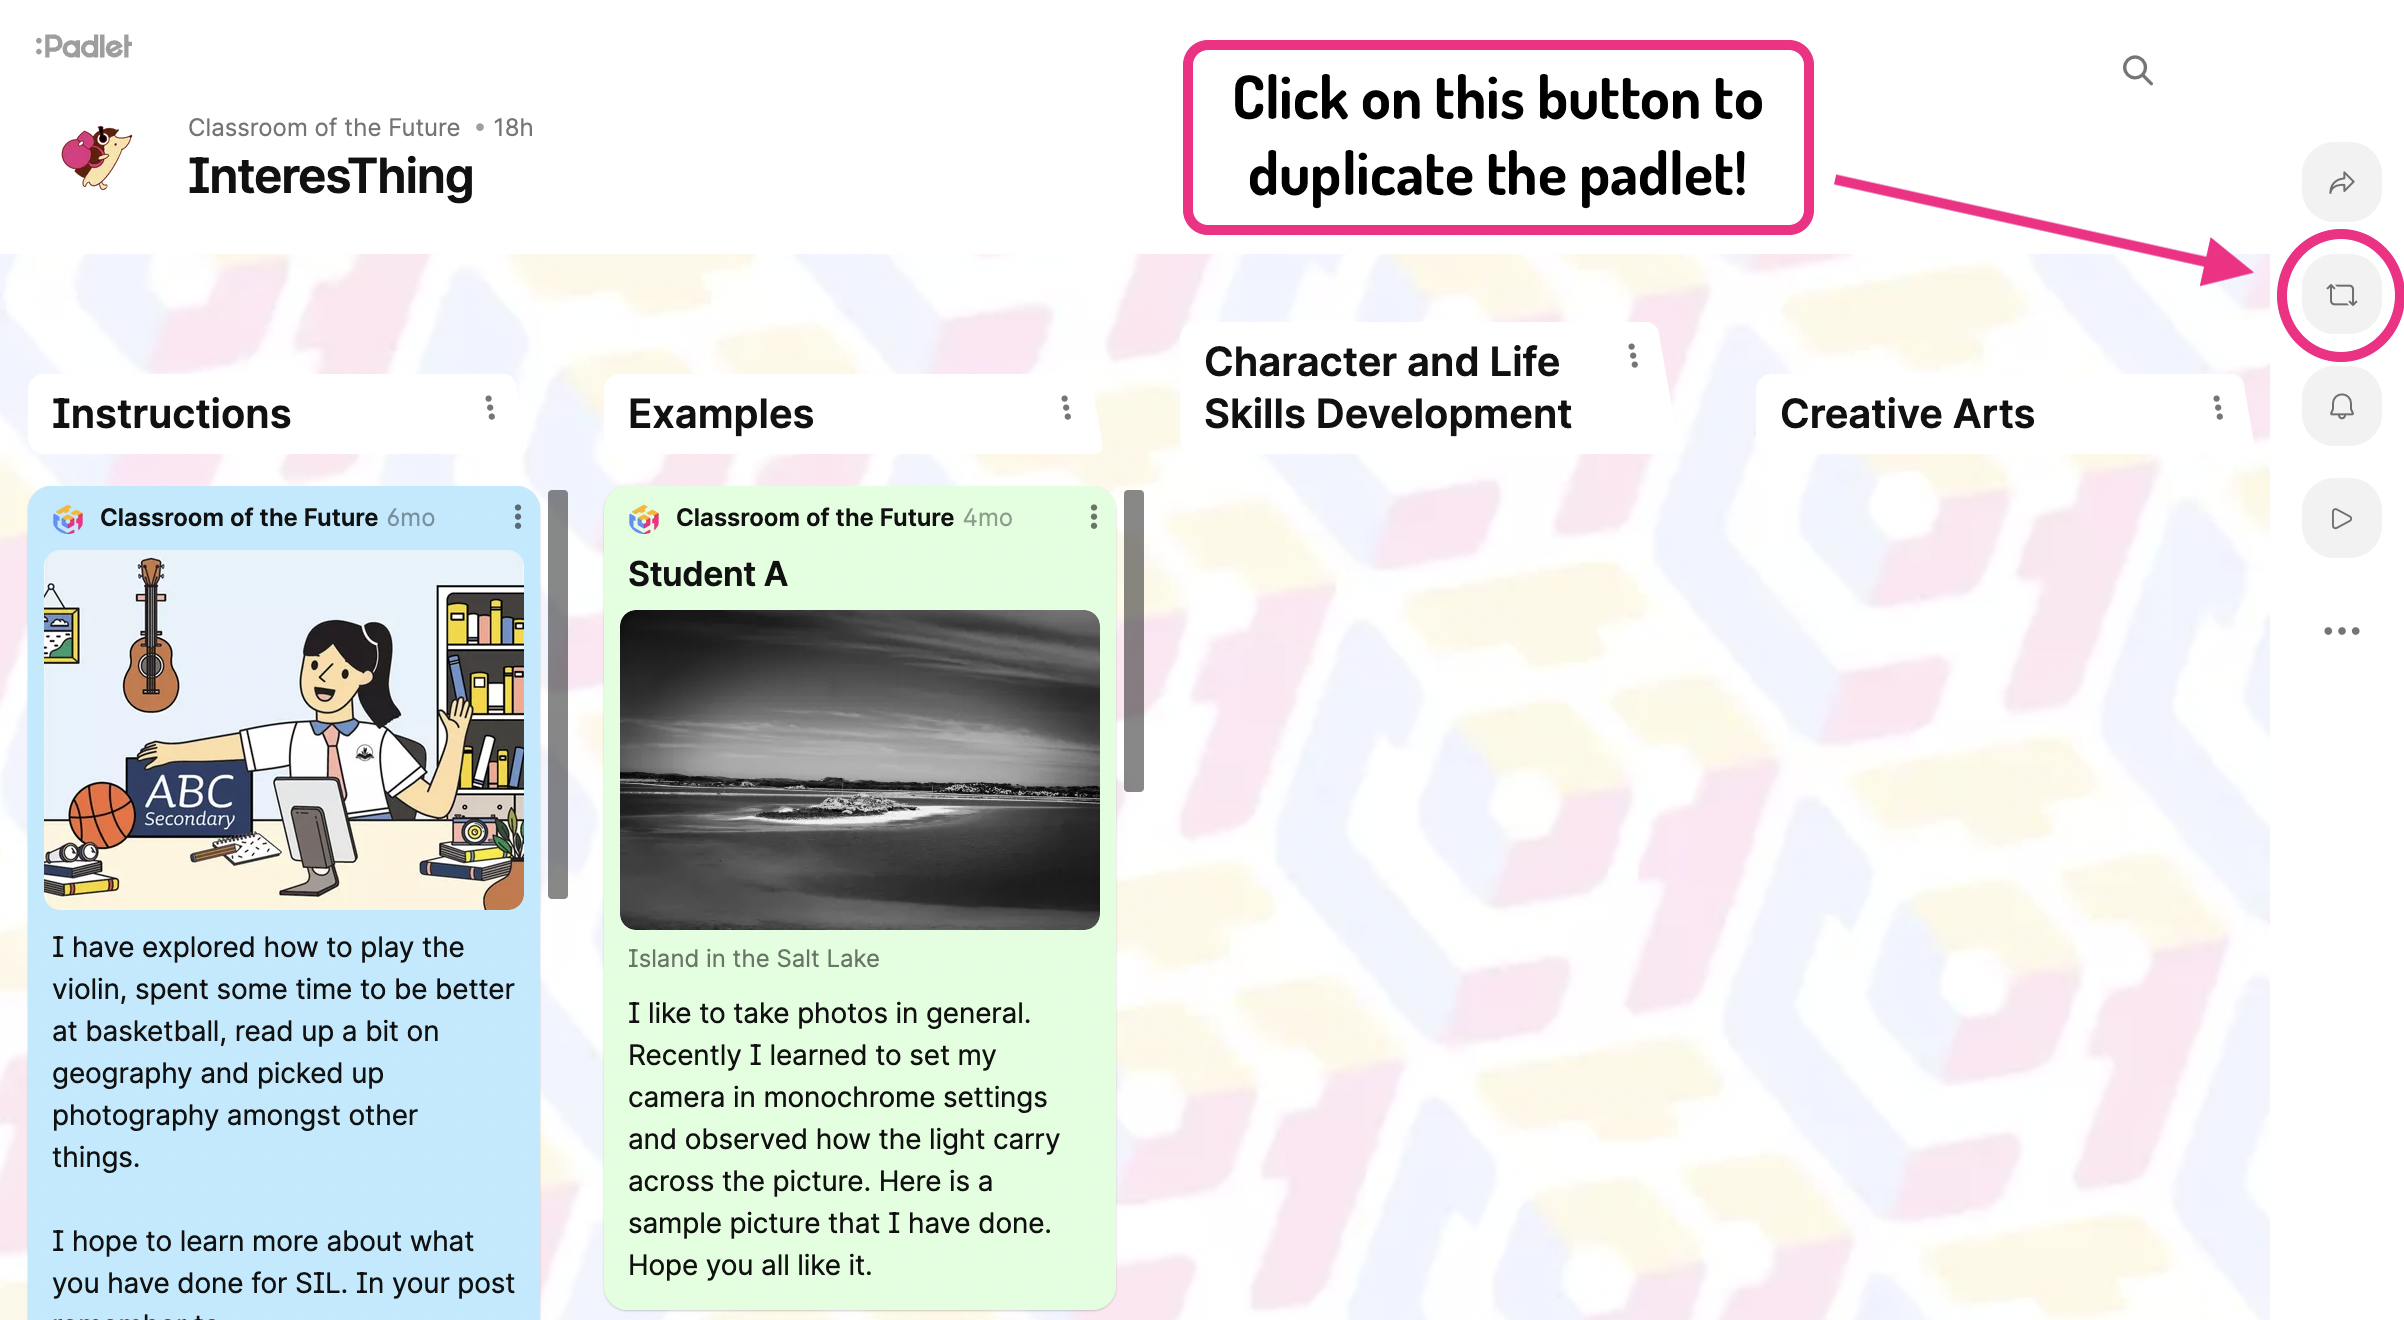 :Padlet
Classroom of the Future • 18h
InteresThing
Click on this button to
duplicate the padlet!
Instructions
Classroom of the Future 6mo
ABC
Secondary
I have explored how to play the
violin, spent some time to be better
at basketball, read up a bit on
geography and picked up
photography amongst other
things.
I hope to learn more about what
you have done for SIL. In your post
remember to
Examples
Classroom of the Future 4mo
Student A
Island in the Salt Lake
I like to take photos in general.
Recently I learned to set my
camera in monochrome settings
and observed how the light carry
across the picture. Here is a
sample picture that I have done.
Hope you all like it.
Character and Life
Skills Development
Creative Arts